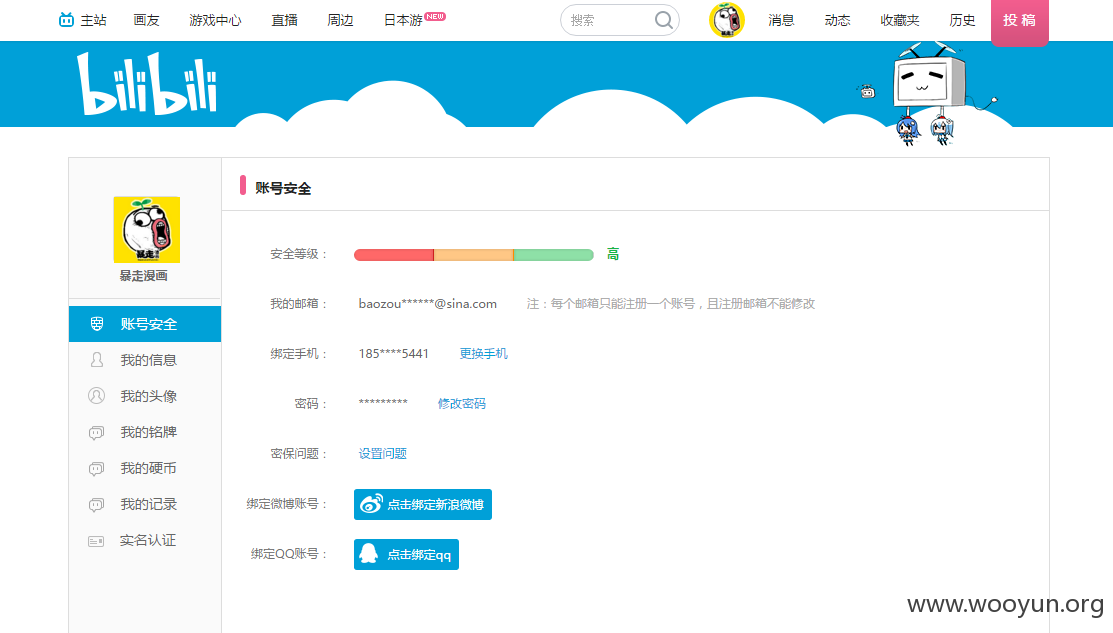 主站 画友 游戏中心 直播 周边 日本游 NEW 搜索 消息 动态 收藏夹 历史 投稿
bilibili
账号安全
暴走漫画
安全等级： 高
我的邮箱： baozou******@sina.com 注：每个邮箱只能注册一个账号，且注册邮箱不能修改
账号安全
绑定手机： 185****5441 更换手机
我的信息
密码： ********* 修改密码
我的头像
我的铭牌
密保问题： 设置问题
我的硬币
绑定微博账号： 点击绑定新浪微博
我的记录
实名认证
绑定QQ账号： 点击绑定qq
www.wooyun.org